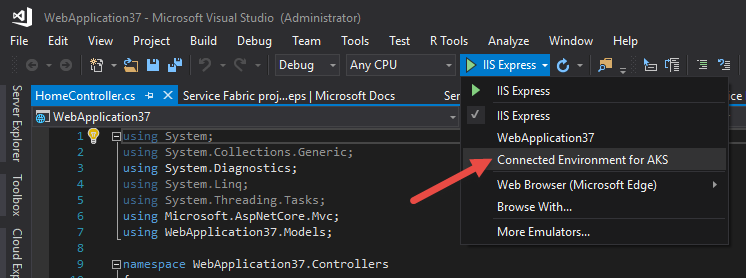 WebApplication37 - Microsoft Visual Studio (Administrator)
File Edit View Project Build Debug Team Tools Test R Tools Analyze Window Help
Debug Any CPU IIS Express
HomeController.cs Service Fabric proj...eps | Microsoft Docs
WebApplication37
IIS Express
IIS Express
WebApplication37
Connected Environment for AKS
Web Browser (Microsoft Edge)
Browse With...
More Emulators...
1 using System;
2 using System.Collections.Generic;
3 using System.Diagnostics;
4 using System.Linq;
5 using System.Threading.Tasks;
6 using Microsoft.AspNetCore.Mvc;
7 using WebApplication37.Models;
8
9 namespace WebApplication37.Controllers
Server Explorer
Toolbox
Cloud Exp